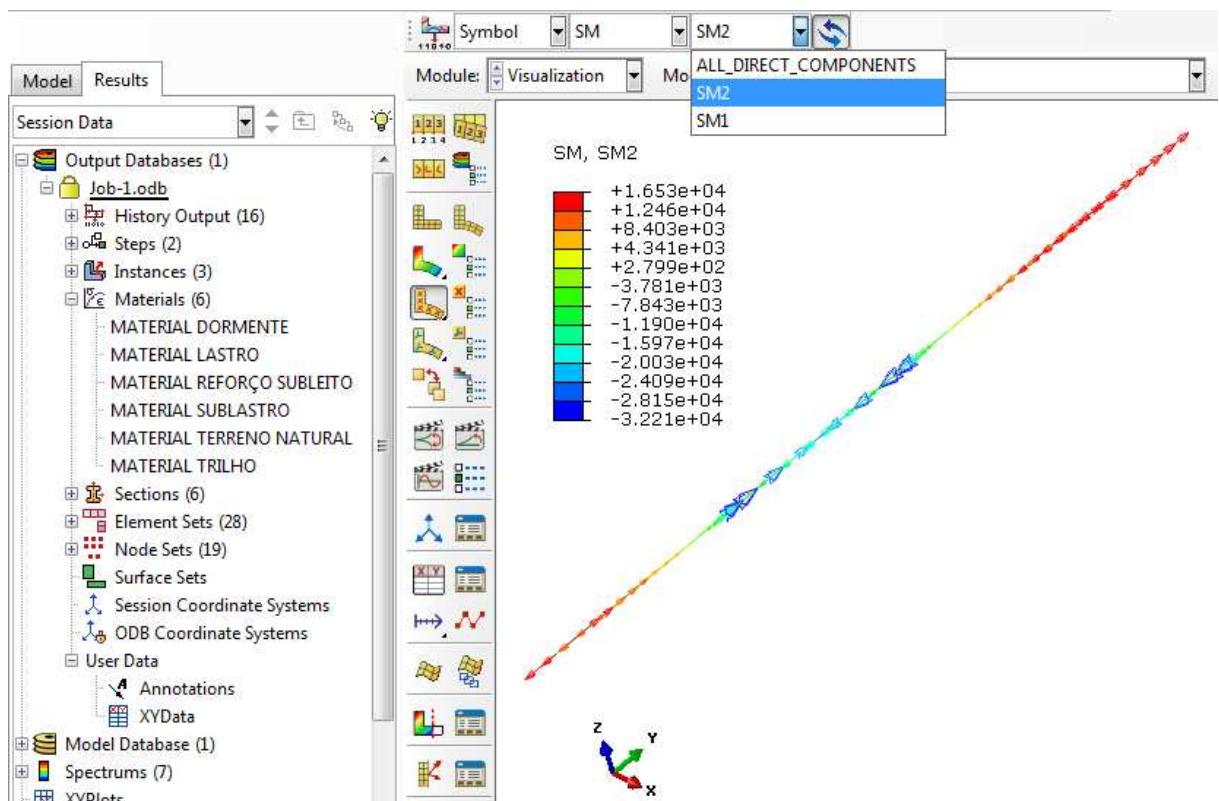 Symbol SM SM2
ALL_DIRECT_COMPONENTS
SM2
SM1
Module: Visualization Mo
Model Results
Session Data
Output Databases (1)
Job-1.odb
History Output (16)
Steps (2)
Instances (3)
Materials (6)
MATERIAL DORMENTE
MATERIAL LASTRO
MATERIAL REFORÇO SUBLEITO
MATERIAL SUBLASTRO
MATERIAL TERRENO NATURAL
MATERIAL TRILHO
Sections (6)
Element Sets (28)
Node Sets (19)
Surface Sets
Session Coordinate Systems
ODB Coordinate Systems
User Data
Annotations
XYData
Model Database (1)
Spectrums (7)
XYPlots
SM, SM2
+1.653e+04
+1.246e+04
+8.403e+03
+4.341e+03
+2.799e+02
-3.781e+03
-7.843e+03
-1.190e+04
-1.597e+04
-2.003e+04
-2.409e+04
-2.815e+04
-3.221e+04
Z
Y
X